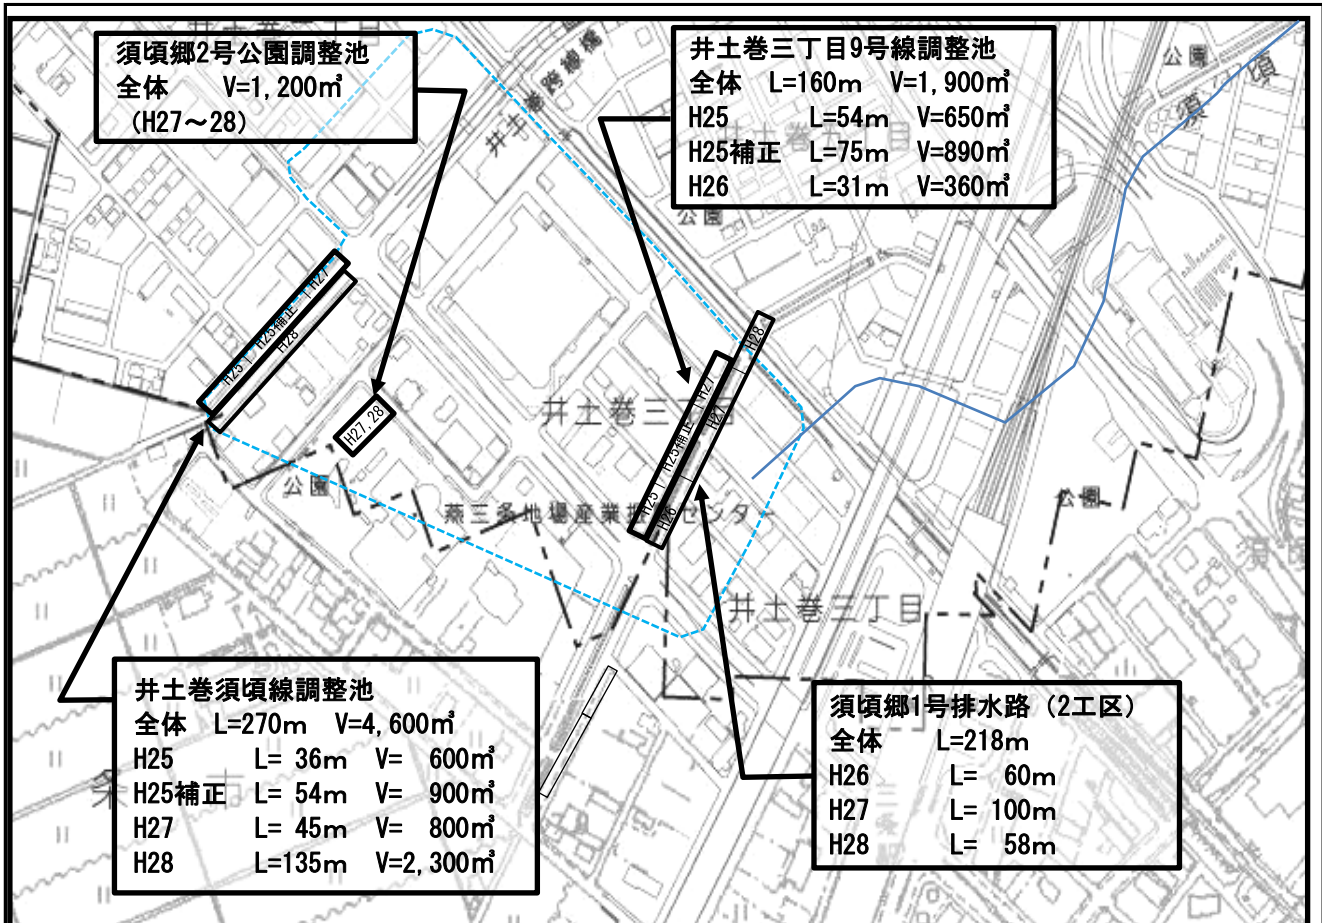 須頃郷2号公園調整池
全体 V=1,200㎥
(H27～28)
井土巻三丁目9号線調整池
全体 L=160m V=1,900㎥
H25 L=54m V=650㎥
H25補正 L=75m V=890㎥
H26 L=31m V=360㎥
公園
公園
井土
跨線橋
H25 H25補正 H27
H28
H27,28
井土巻三丁目
H25 H25補正 H27
H26 H27 H28
公園
燕三条地場産業振センター
公園
井土巻三丁目
井土巻須頃線調整池
全体 L=270m V=4,600㎥
H25 L= 36m V= 600㎥
H25補正 L= 54m V= 900㎥
H27 L= 45m V= 800㎥
H28 L=135m V=2,300㎥
須頃郷1号排水路（2工区）
全体 L=218m
H26 L= 60m
H27 L= 100m
H28 L= 58m
条市